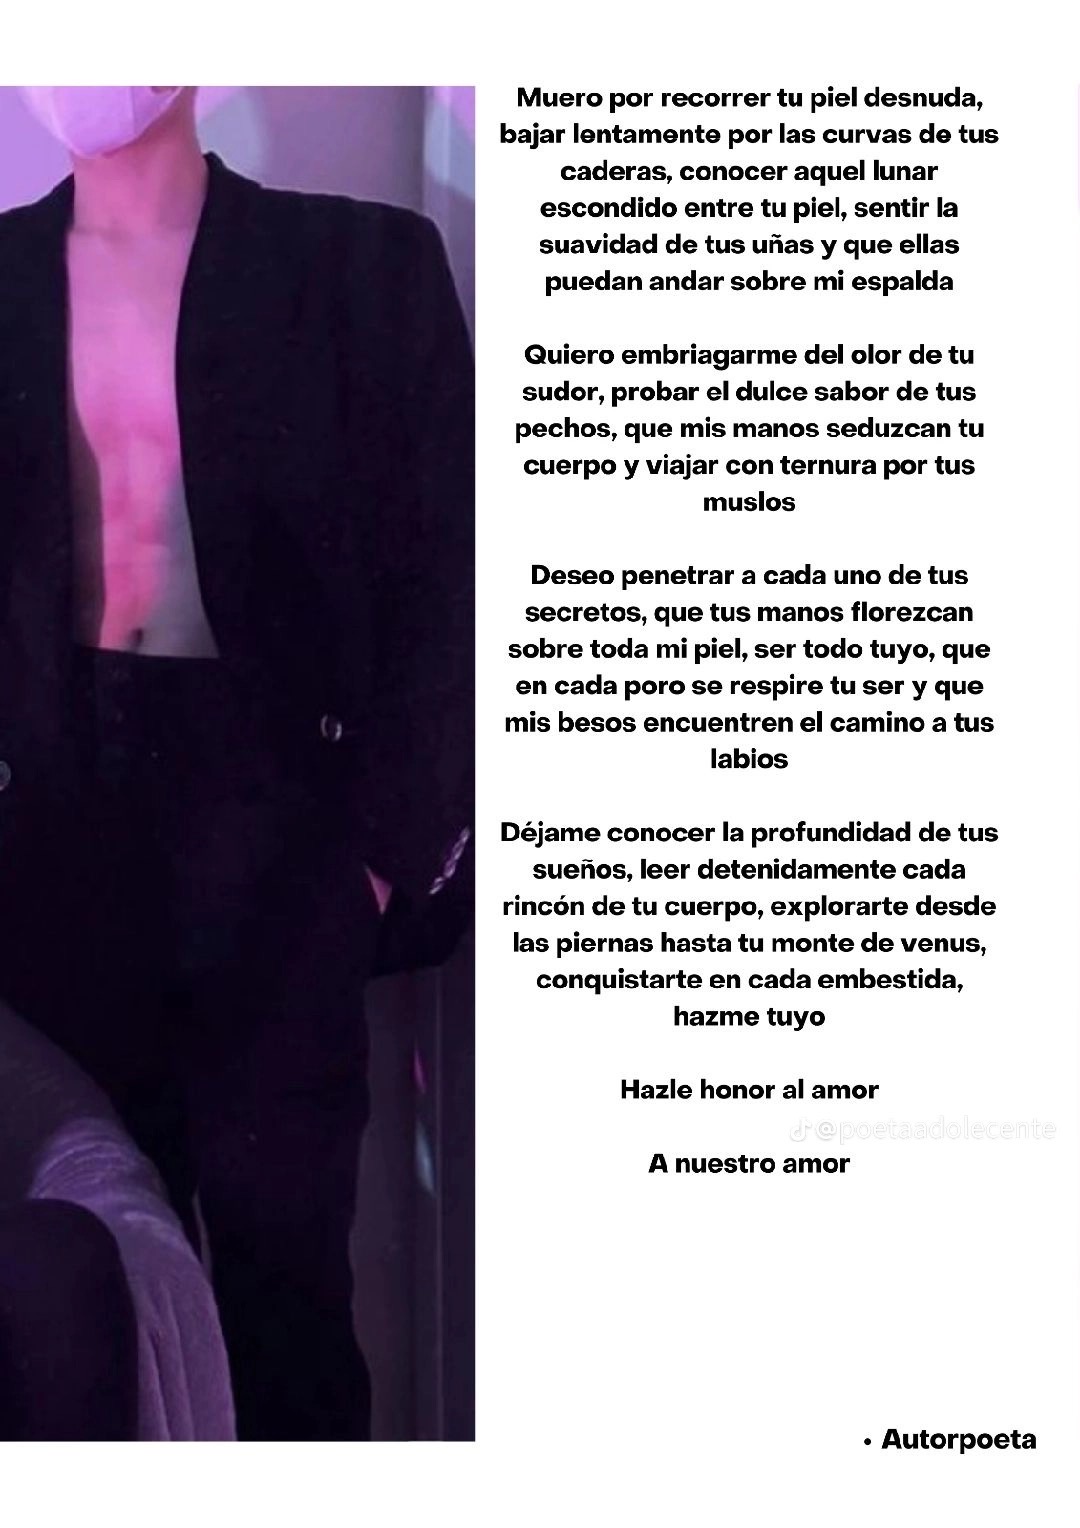 Muero por recorrer tu piel desnuda,
bajar lentamente por las curvas de tus
caderas, conocer aquel lunar
escondido entre tu piel, sentir la
suavidad de tus uñas y que ellas
puedan andar sobre mi espalda
Quiero embriagarme del olor de tu
sudor, probar el dulce sabor de tus
pechos, que mis manos seduzcan tu
cuerpo y viajar con ternura por tus
muslos
Deseo penetrar a cada uno de tus
secretos, que tus manos florezcan
sobre toda mi piel, ser todo tuyo, que
en cada poro se respire tu ser y que
mis besos encuentren el camino a tus
labios
Déjame conocer la profundidad de tus
sueños, leer detenidamente cada
rincón de tu cuerpo, explorarte desde
las piernas hasta tu monte de venus,
conquistarte en cada embestida,
hazme tuyo
Hazle honor al amor
@poetaadolecente
A nuestro amor
• Autorpoeta